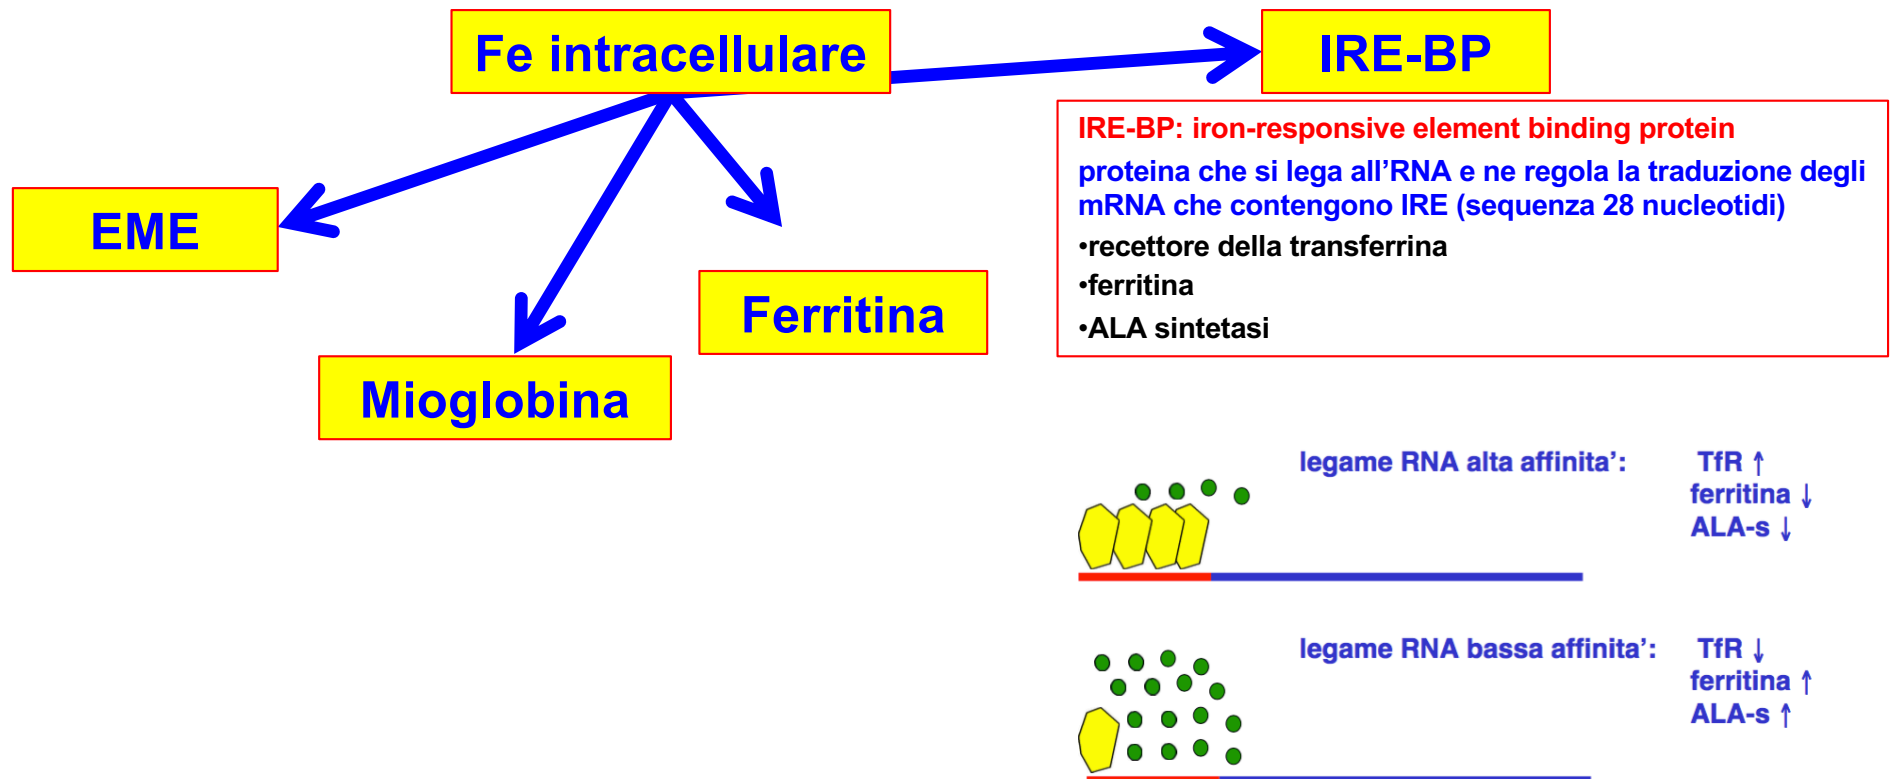 Fe intracellulare
IRE-BP
EME
Mioglobina
Ferritina
IRE-BP: iron-responsive element binding protein
proteina che si lega all’RNA e ne regola la traduzione degli
mRNA che contengono IRE (sequenza 28 nucleotidi)
•recettore della transferrina
•ferritina
•ALA sintetasi
legame RNA alta affinita’: TfR ↑
ferritina ↓
ALA-s ↓
legame RNA bassa affinita’: TfR ↓
ferritina ↑
ALA-s ↑